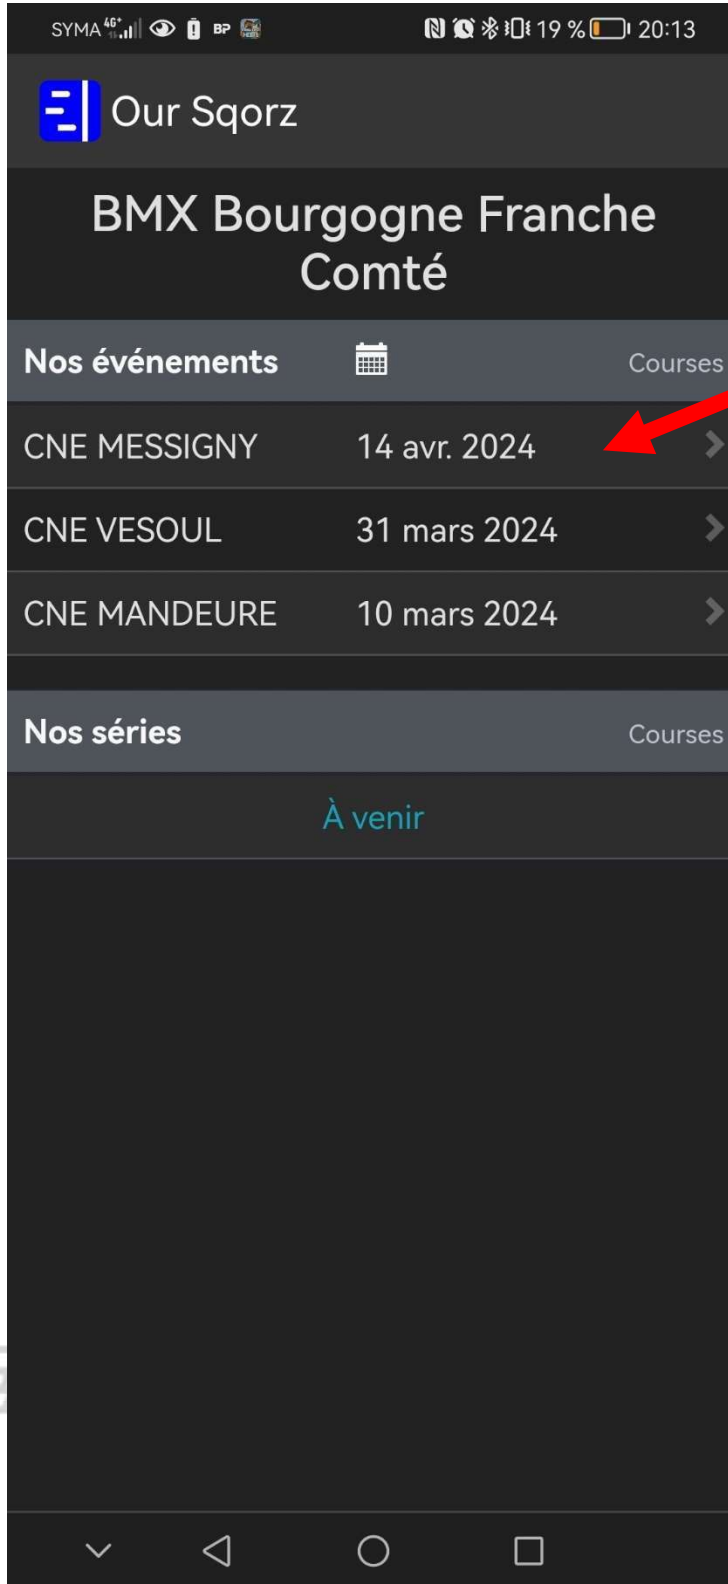 SYMA 4G+ BP 19 % 20:13
Our Sqorz
BMX Bourgogne Franche
Comté
Nos événements Courses
CNE MESSIGNY 14 avr. 2024
CNE VESOUL 31 mars 2024
CNE MANDEURE 10 mars 2024
Nos séries Courses
À venir